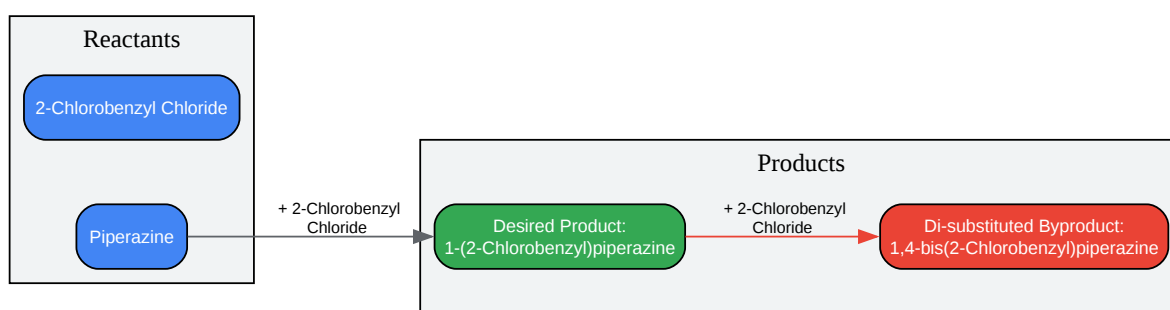 Reactants
2-Chlorobenzyl Chloride
Piperazine
+ 2-Chlorobenzyl
Chloride
Products
Desired Product:
1-(2-Chlorobenzyl)piperazine
+ 2-Chlorobenzyl
Chloride
Di-substituted Byproduct:
1,4-bis(2-Chlorobenzyl)piperazine